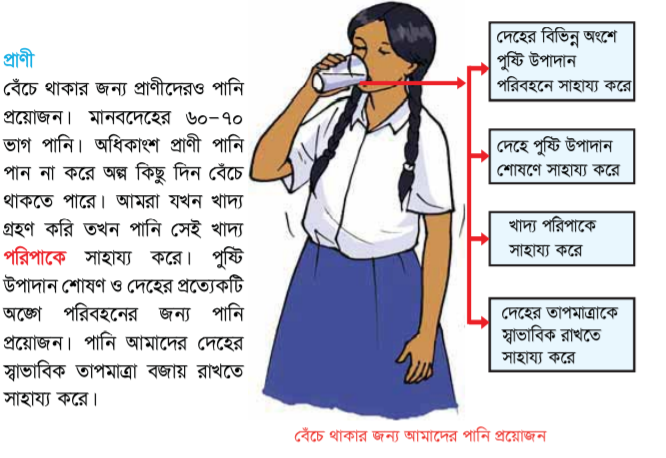 প্রাণী
বেঁচে থাকার জন্য প্রাণীদেরও পানি
প্রয়োজন। মানবদেহের ৬০-৭০
ভাগ পানি। অধিকাংশ প্রাণী পানি
পান না করে অল্প কিছু দিন বেঁচে
থাকতে পারে। আমরা যখন খাদ্য
গ্রহণ করি তখন পানি সেই খাদ্য
পরিপাকে সাহায্য করে। পুষ্টি
উপাদান শোষণ ও দেহের প্রত্যেকটি
অঙ্গে পরিবহনের জন্য পানি
প্রয়োজন। পানি আমাদের দেহের
স্বাভাবিক তাপমাত্রা বজায় রাখতে
সাহায্য করে।
দেহের বিভিন্ন অংশে
পুষ্টি উপাদান
পরিবহনে সাহায্য করে
দেহে পুষ্টি উপাদান
শোষণে সাহায্য করে
খাদ্য পরিপাকে
সাহায্য করে
দেহের তাপমাত্রাকে
স্বাভাবিক রাখতে
সাহায্য করে
বেঁচে থাকার জন্য আমাদের পানি প্রয়োজন